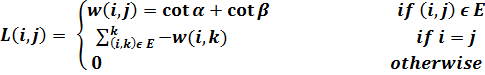 w(i,j) = cot α + cot β if (i,j) ϵ E
L(i,j) = ∑ᵏ₍ᵢ,ₖ₎ϵ E −w(i,k) if i = j
0 otherwise